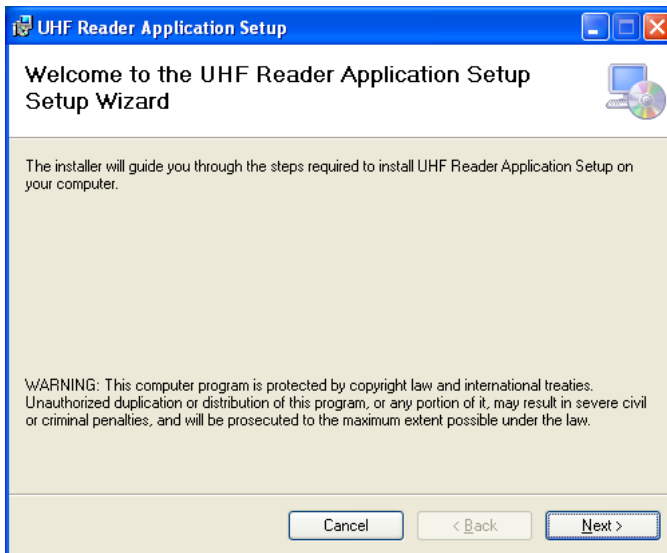 UHF Reader Application Setup
Welcome to the UHF Reader Application Setup
Setup Wizard
The installer will guide you through the steps required to install UHF Reader Application Setup on
your computer.
WARNING: This computer program is protected by copyright law and international treaties.
Unauthorized duplication or distribution of this program, or any portion of it, may result in severe civil
or criminal penalties, and will be prosecuted to the maximum extent possible under the law.
Cancel < Back Next >